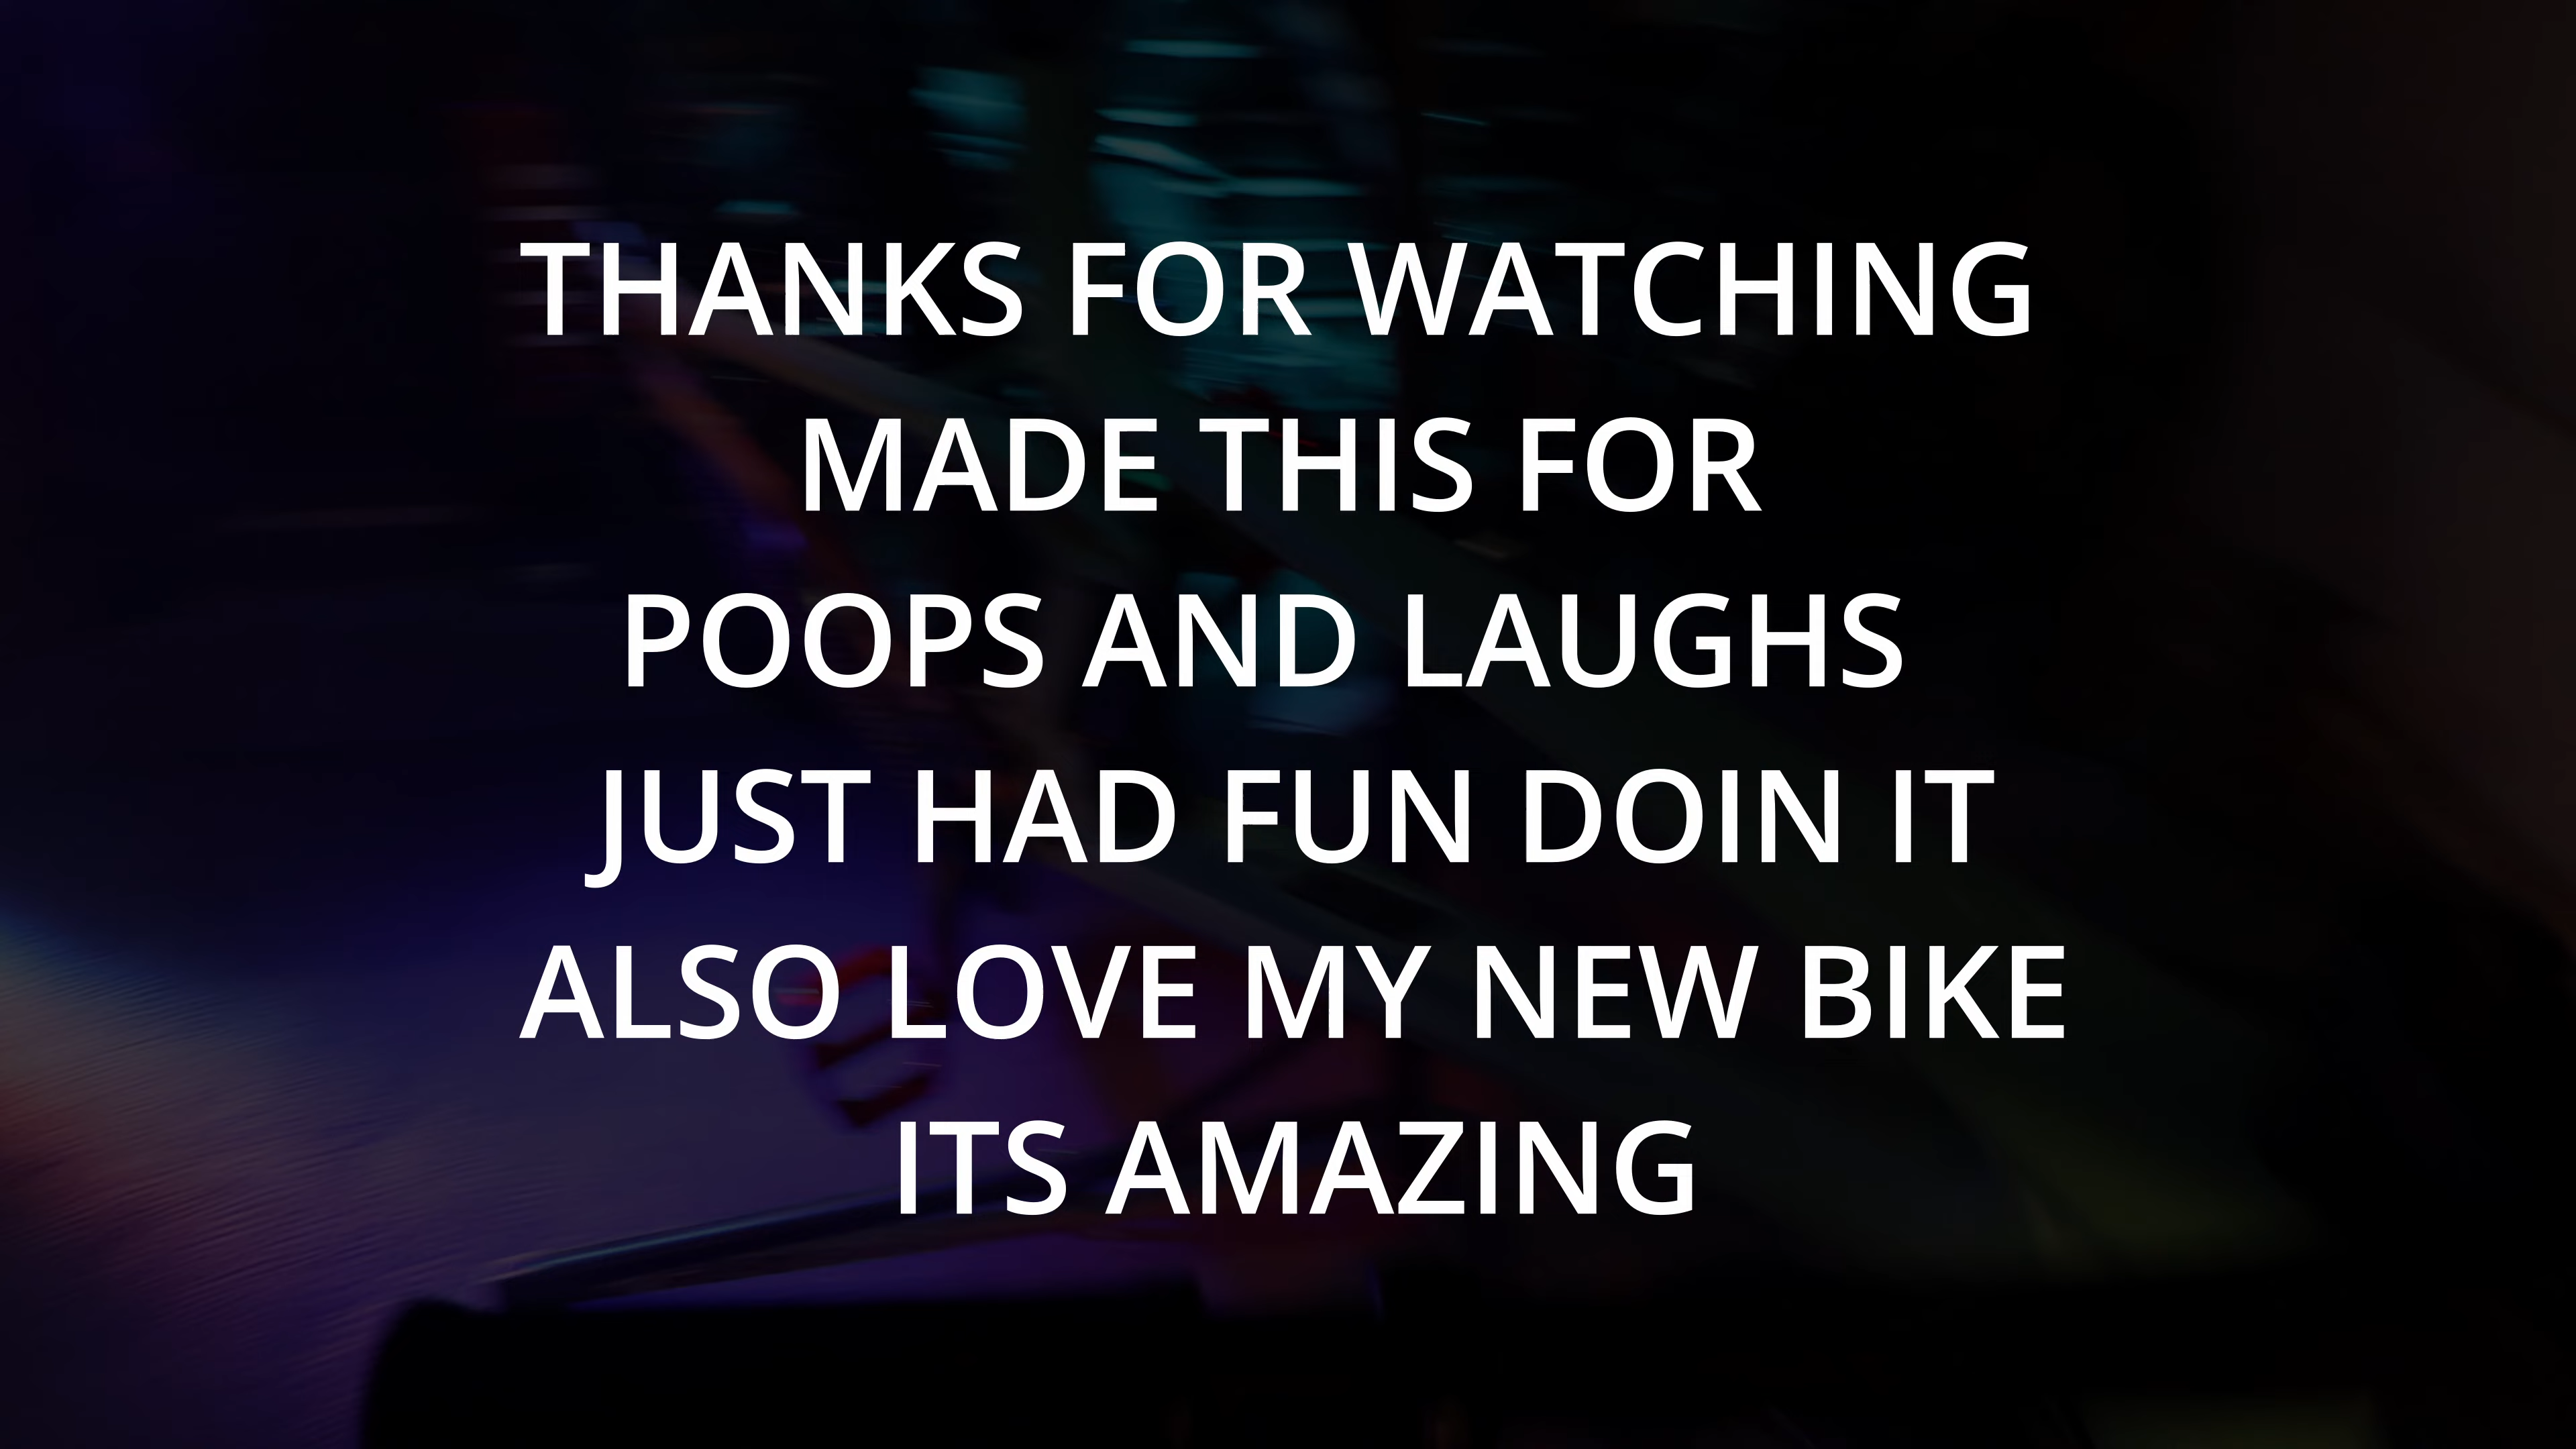 THANKS FOR WATCHING
MADE THIS FOR
POOPS AND LAUGHS
JUST HAD FUN DOIN IT
ALSO LOVE MY NEW BIKE
ITS AMAZING